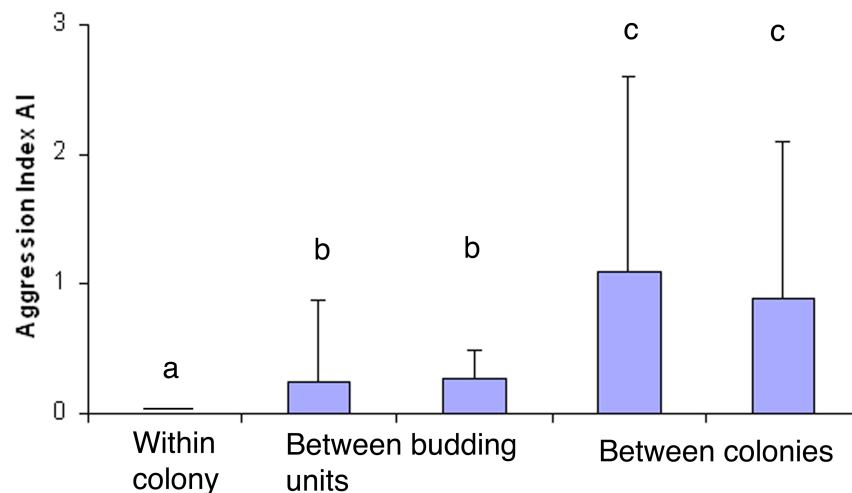 3
2
1
0
Aggression Index AI
a
b
b
c
c
Within
colony
Between budding
units
Between colonies